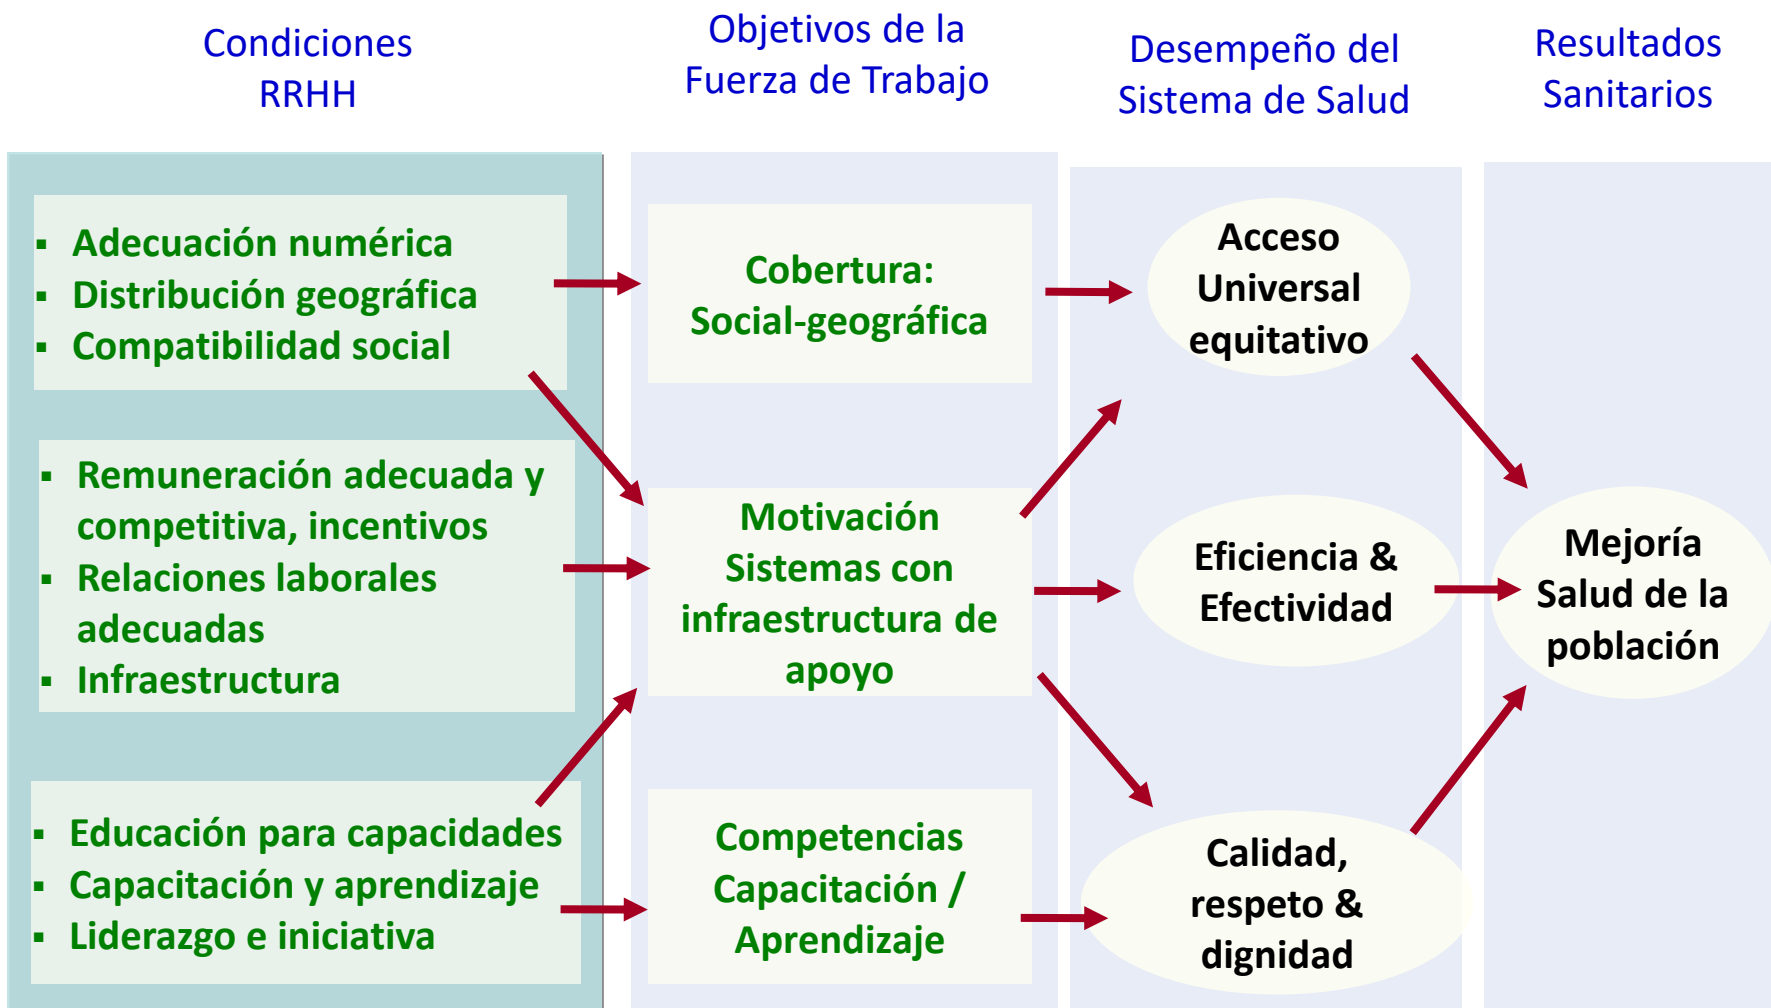 Condiciones
RRHH
Objetivos de la
Fuerza de Trabajo
Desempeño del
Sistema de Salud
Resultados
Sanitarios
▪ Adecuación numérica
▪ Distribución geográfica
▪ Compatibilidad social
▪ Remuneración adecuada y
competitiva, incentivos
▪ Relaciones laborales
adecuadas
▪ Infraestructura
▪ Educación para capacidades
▪ Capacitación y aprendizaje
▪ Liderazgo e iniciativa
Cobertura:
Social-geográfica
Motivación
Sistemas con
infraestructura de
apoyo
Competencias
Capacitación /
Aprendizaje
Acceso
Universal
equitativo
Eficiencia &
Efectividad
Calidad,
respeto &
dignidad
Mejoría
Salud de la
población